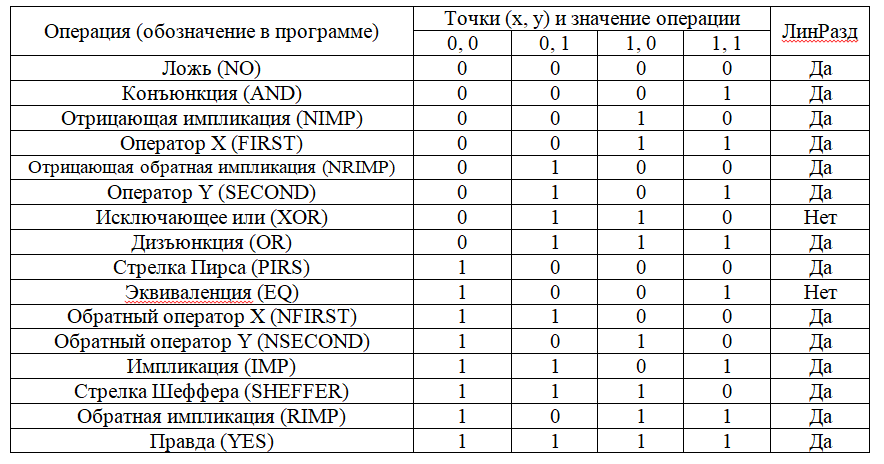 Операция (обозначение в программе) Точки (x, y) и значение операции ЛинРазд
0, 0 0, 1 1, 0 1, 1
Ложь (NO) 0 0 0 0 Да
Конъюнкция (AND) 0 0 0 1 Да
Отрицающая импликация (NIMP) 0 0 1 0 Да
Оператор X (FIRST) 0 0 1 1 Да
Отрицающая обратная импликация (NRIMP) 0 1 0 0 Да
Оператор Y (SECOND) 0 1 0 1 Да
Исключающее или (XOR) 0 1 1 0 Нет
Дизъюнкция (OR) 0 1 1 1 Да
Стрелка Пирса (PIRS) 1 0 0 0 Да
Эквиваленция (EQ) 1 0 0 1 Нет
Обратный оператор X (NFIRST) 1 1 0 0 Да
Обратный оператор Y (NSECOND) 1 0 1 0 Да
Импликация (IMP) 1 1 0 1 Да
Стрелка Шеффера (SHEFFER) 1 1 1 0 Да
Обратная импликация (RIMP) 1 0 1 1 Да
Правда (YES) 1 1 1 1 Да